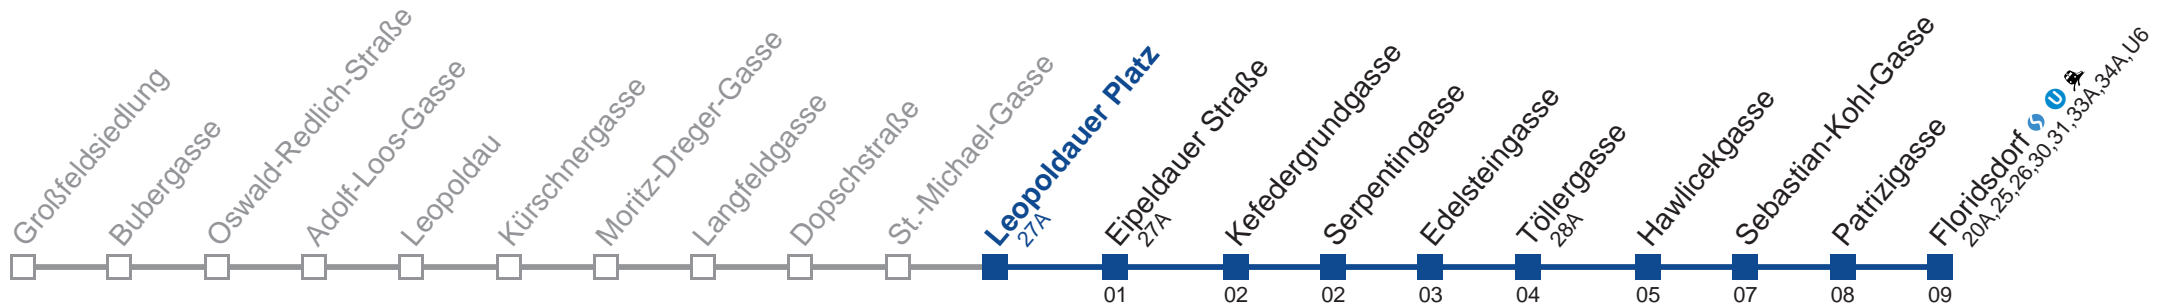 Großfeldsiedlung
Bubergasse
Oswald-Redlich-Straße
Adolf-Loos-Gasse
Leopoldau
Kürschnergasse
Moritz-Dreger-Gasse
Langfeldgasse
Dopschstraße
St.-Michael-Gasse
Leopoldauer Platz
27A
Eipeldauer Straße
27A
Kefedergrundgasse
Serpentingasse
Edelsteingasse
Töllergasse
28A
Hawlicekgasse
Sebastian-Kohl-Gasse
Patrizigasse
Floridsdorf S U
20A,25,26,30,31,33A,34A,U6
01 02 02 03 04 05 07 08 09